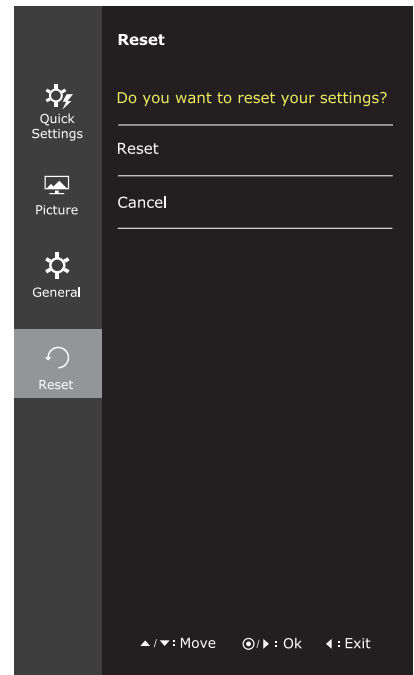 Reset
Quick
Settings
Picture
General
Reset
Do you want to reset your settings?
Reset
Cancel
▲/▼: Move ◉/▶ : Ok ◀ : Exit